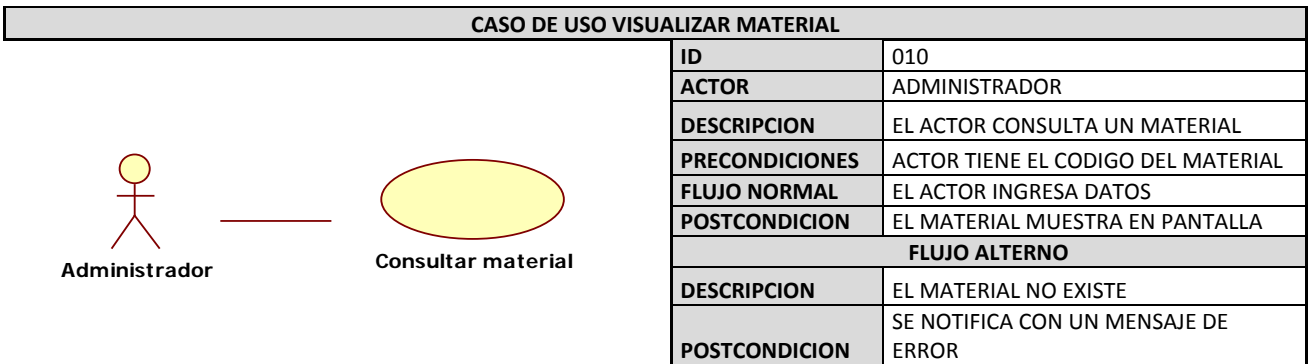 CASO DE USO VISUALIZAR MATERIAL
ID 010
ACTOR ADMINISTRADOR
DESCRIPCION EL ACTOR CONSULTA UN MATERIAL
PRECONDICIONES ACTOR TIENE EL CODIGO DEL MATERIAL
FLUJO NORMAL EL ACTOR INGRESA DATOS
POSTCONDICION EL MATERIAL MUESTRA EN PANTALLA
FLUJO ALTERNO
DESCRIPCION EL MATERIAL NO EXISTE
SE NOTIFICA CON UN MENSAJE DE
POSTCONDICION ERROR
Administrador
Consultar material